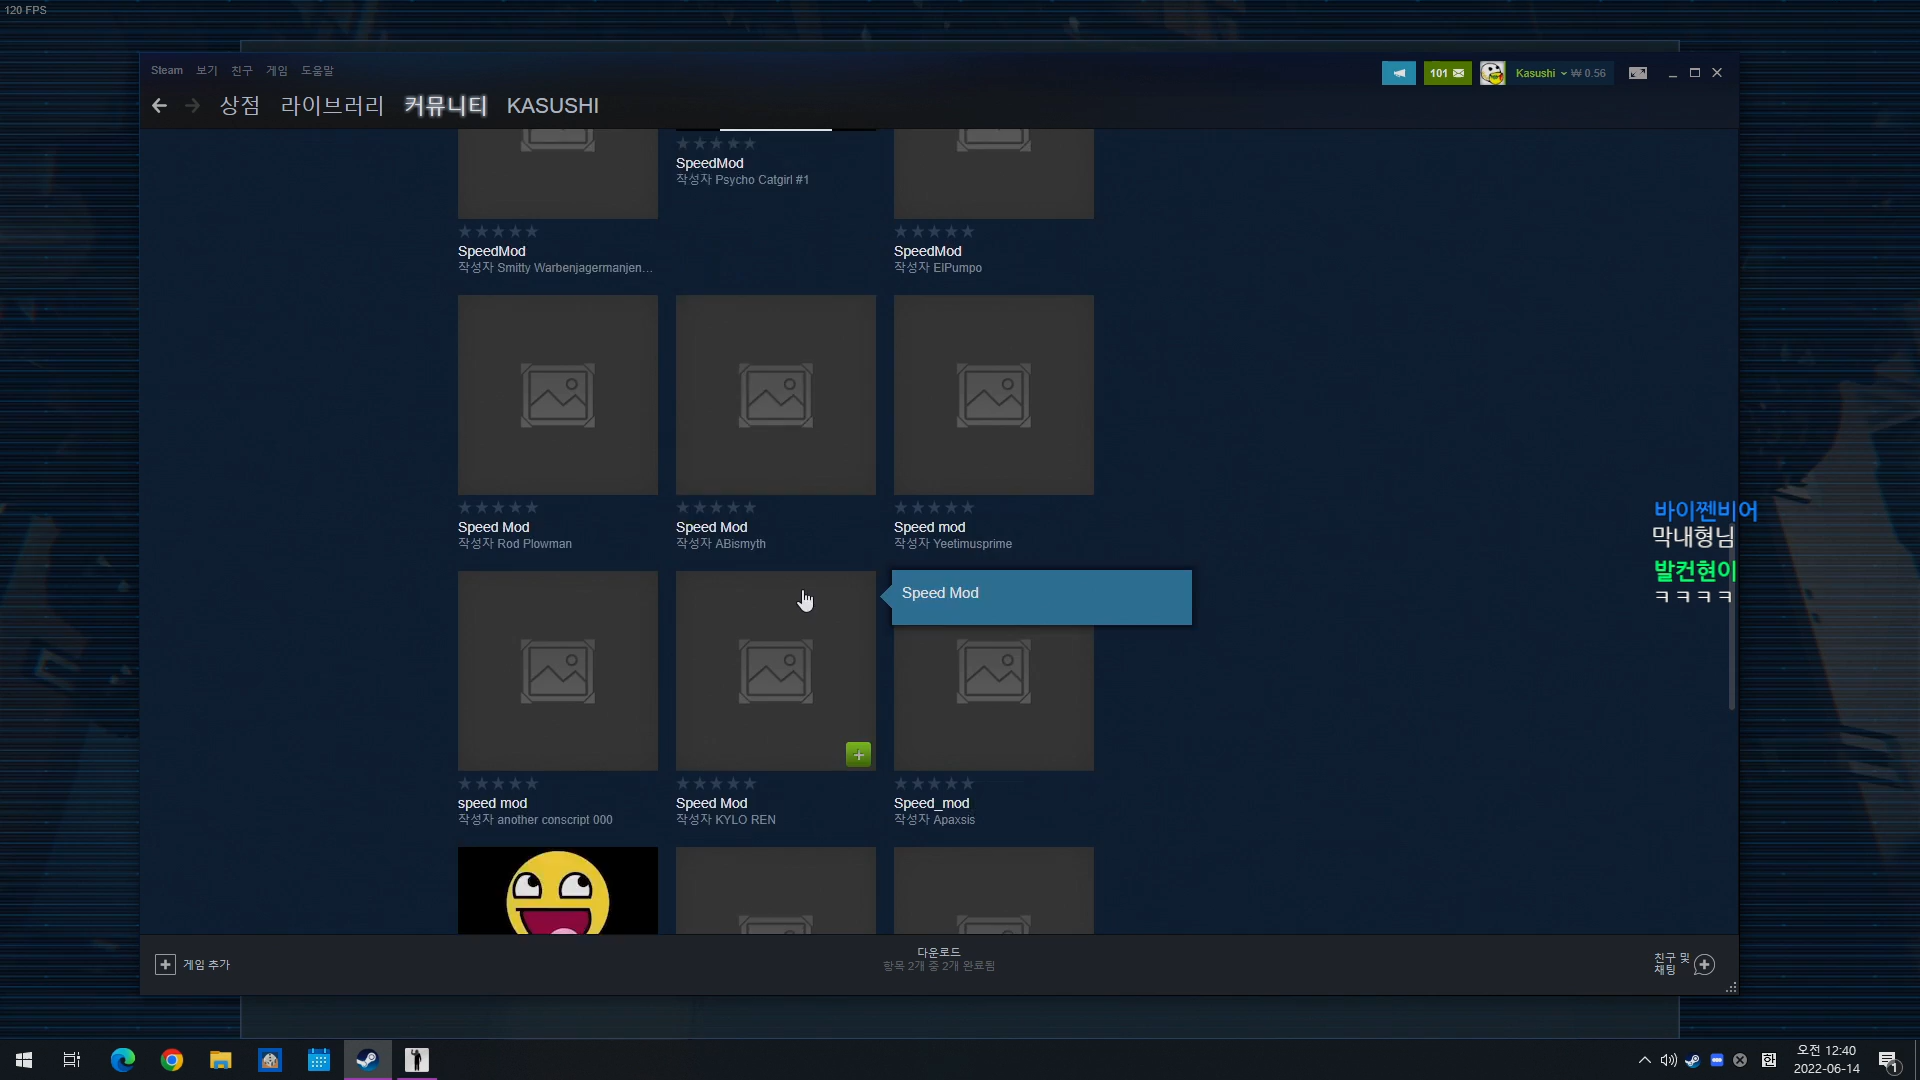 120 FPS
Steam 보기 친구 게임 도움말
101
Kasushi ₩ 0.56
상점 라이브러리 커뮤니티 KASUSHI
SpeedMod
작성자 Psycho Catgirl #1
SpeedMod
작성자 Smitty Warbenjagermanjen...
SpeedMod
작성자 ElPumpo
Speed Mod
작성자 Rod Plowman
Speed Mod
작성자 ABismyth
Speed mod
작성자 Yeetimusprime
바이쩬비어
막내형님
발컨현이
ㅋㅋㅋㅋ
Speed Mod
speed mod
작성자 another conscript 000
Speed Mod
작성자 KYLO REN
Speed_mod
작성자 Apaxsis
게임 추가
다운로드
항목 2개 중 2개 완료됨
친구 및
채팅
한
오전 12:40
2022-06-14
1